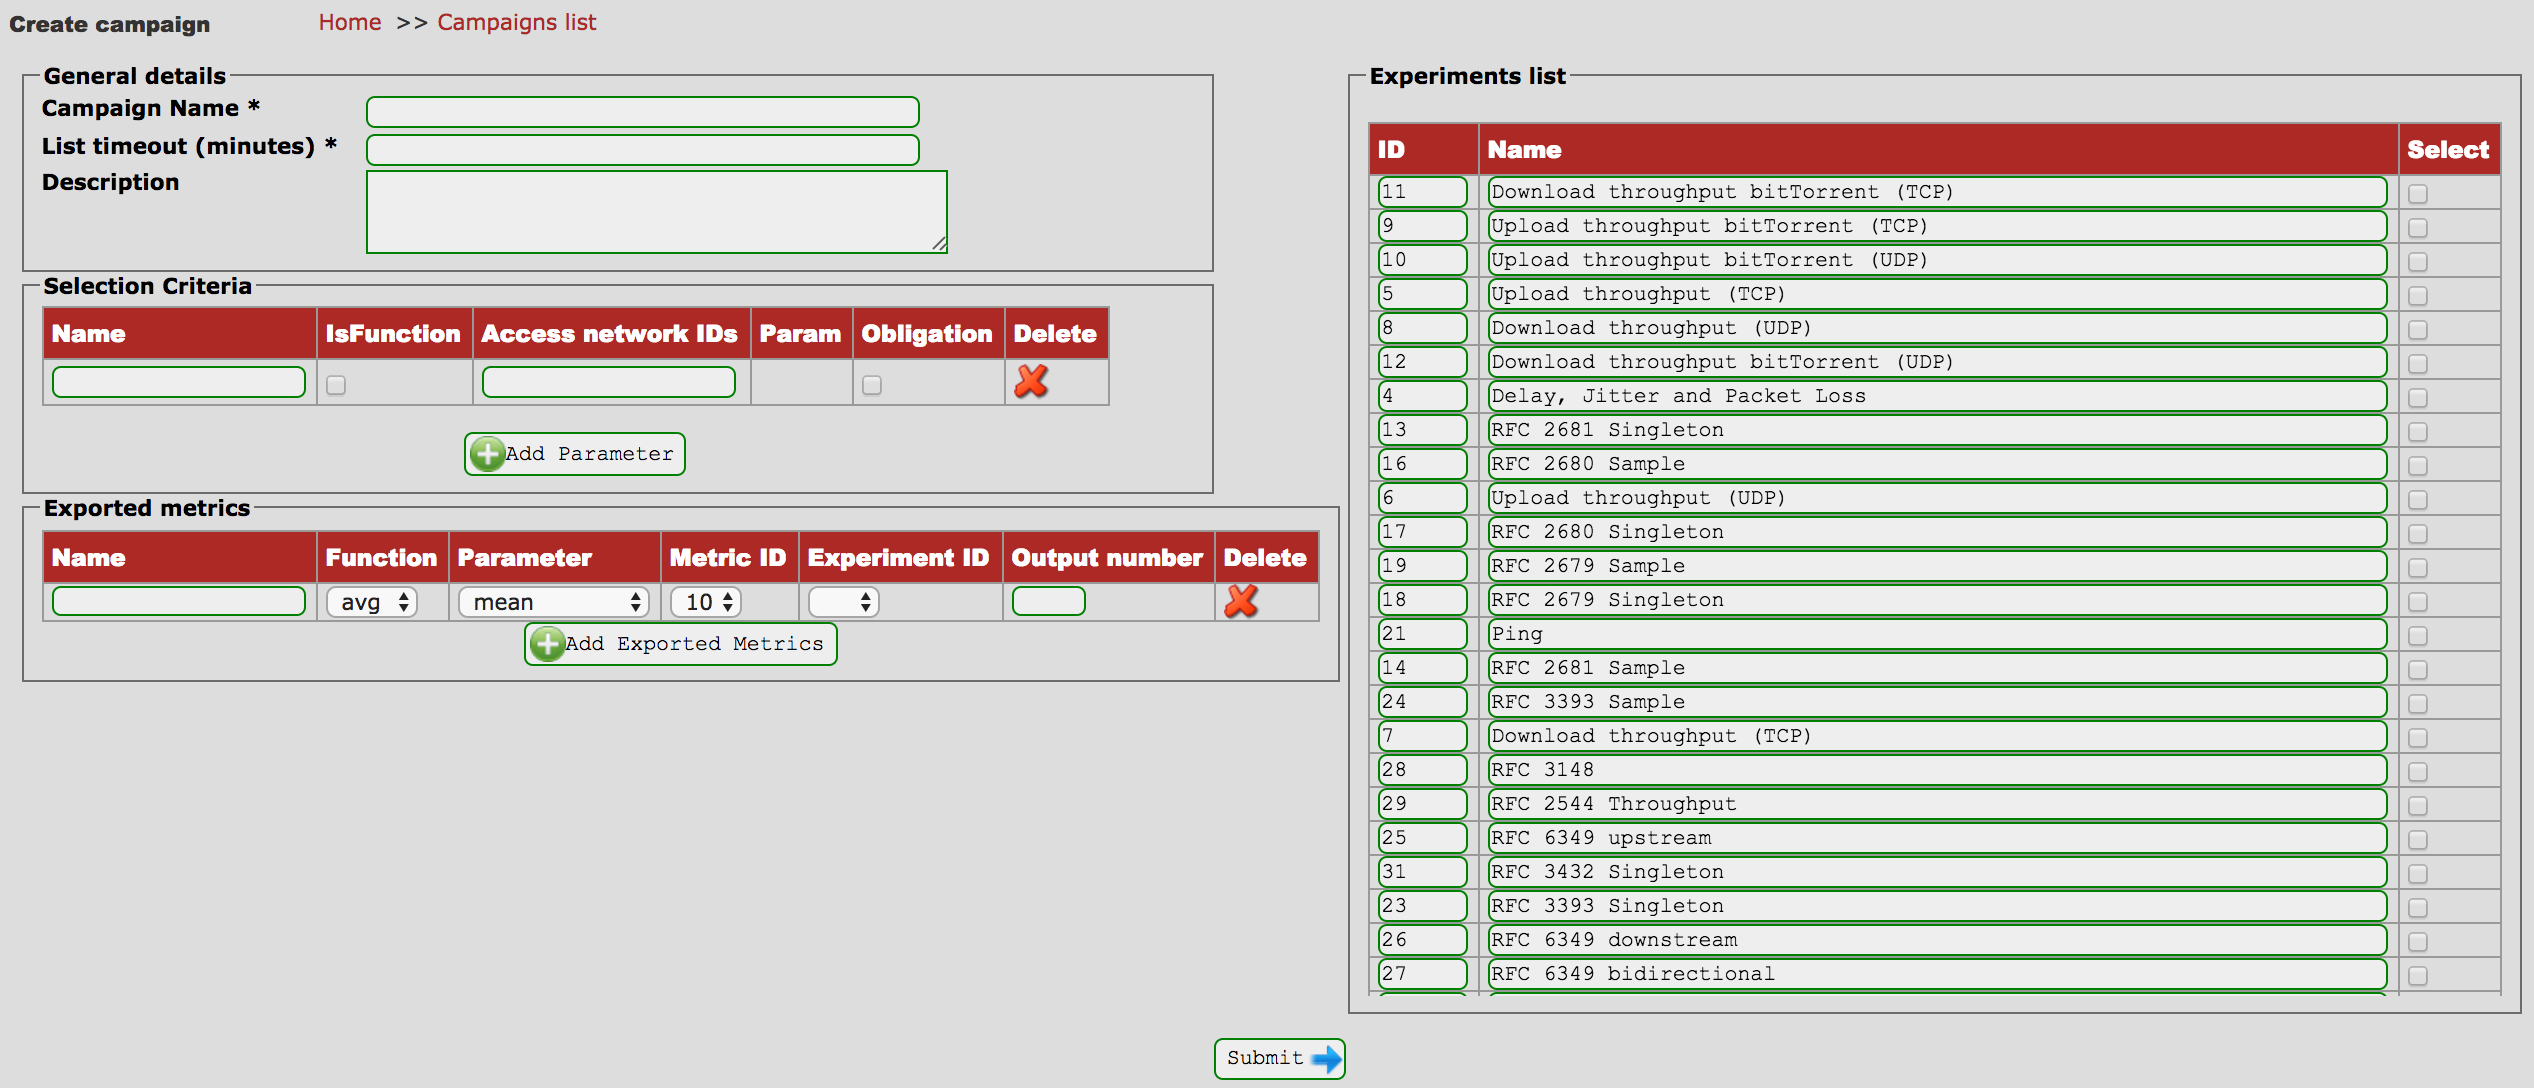 Create campaign
Home >> Campaigns list
General details
Campaign Name *
List timeout (minutes) *
Description
Selection Criteria
Name IsFunction Access network IDs Param Obligation Delete
Add Parameter
Exported metrics
Name Function Parameter Metric ID Experiment ID Output number Delete
avg mean 10
Add Exported Metrics
Experiments list
ID Name Select
11 Download throughput bitTorrent (TCP)
9 Upload throughput bitTorrent (TCP)
10 Upload throughput bitTorrent (UDP)
5 Upload throughput (TCP)
8 Download throughput (UDP)
12 Download throughput bitTorrent (UDP)
4 Delay, Jitter and Packet Loss
13 RFC 2681 Singleton
16 RFC 2680 Sample
6 Upload throughput (UDP)
17 RFC 2680 Singleton
19 RFC 2679 Sample
18 RFC 2679 Singleton
21 Ping
14 RFC 2681 Sample
24 RFC 3393 Sample
7 Download throughput (TCP)
28 RFC 3148
29 RFC 2544 Throughput
25 RFC 6349 upstream
31 RFC 3432 Singleton
23 RFC 3393 Singleton
26 RFC 6349 downstream
27 RFC 6349 bidirectional
Submit